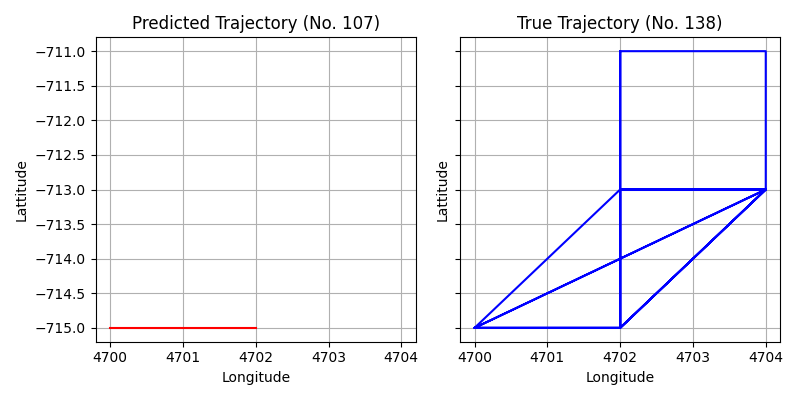 Predicted Trajectory (No. 107)
True Trajectory (No. 138)
−711.0
−711.5
−712.0
−712.5
−713.0
−713.5
−714.0
−714.5
−715.0
Lattitude
Lattitude
4700 4701 4702 4703 4704
4700 4701 4702 4703 4704
Longitude
Longitude